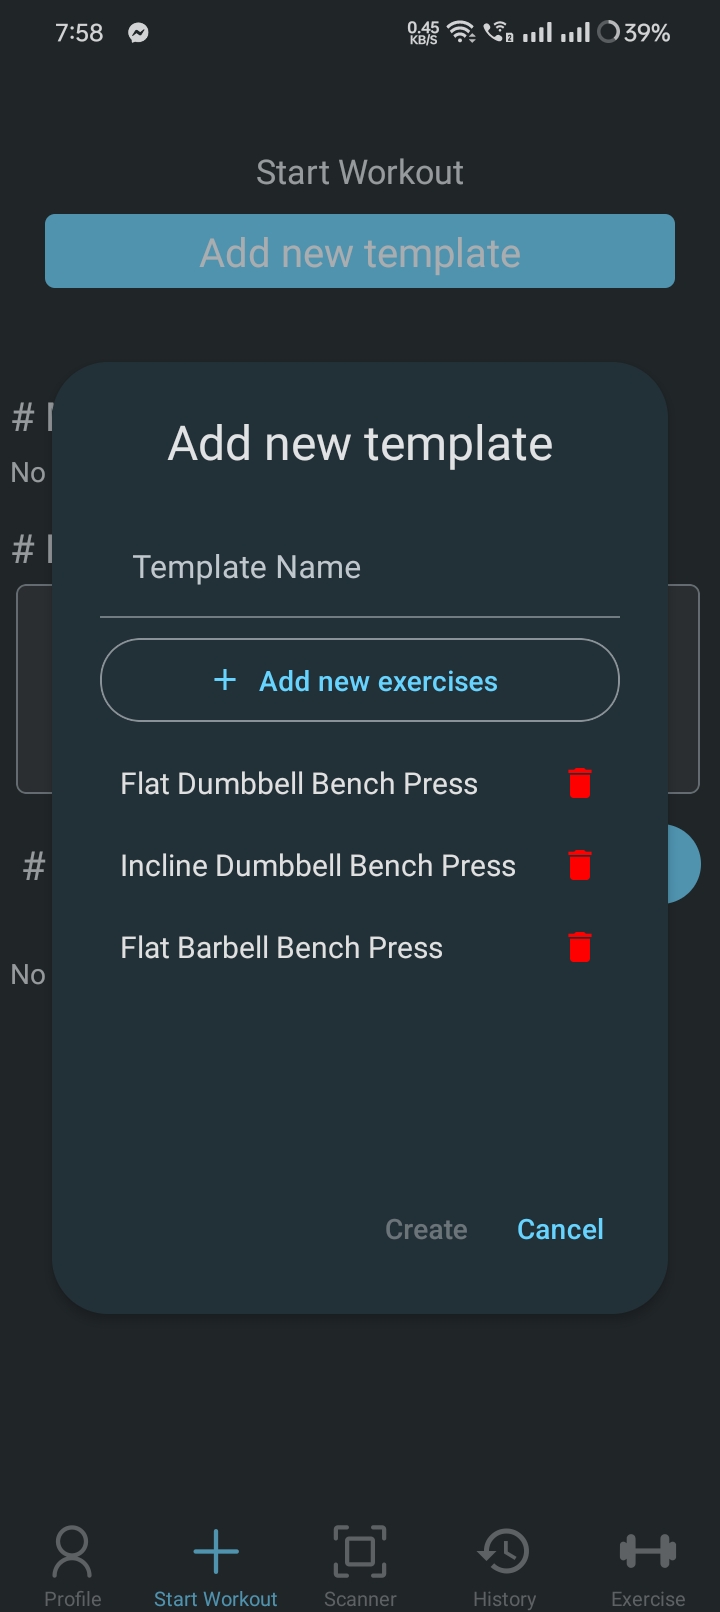 7:58
0.45 KB/S
2
39%
Start Workout
Add new template
#
No
#
Add new template
Template Name
+ Add new exercises
Flat Dumbbell Bench Press
Incline Dumbbell Bench Press
Flat Barbell Bench Press
#
No
Create Cancel
Profile Start Workout Scanner History Exercise